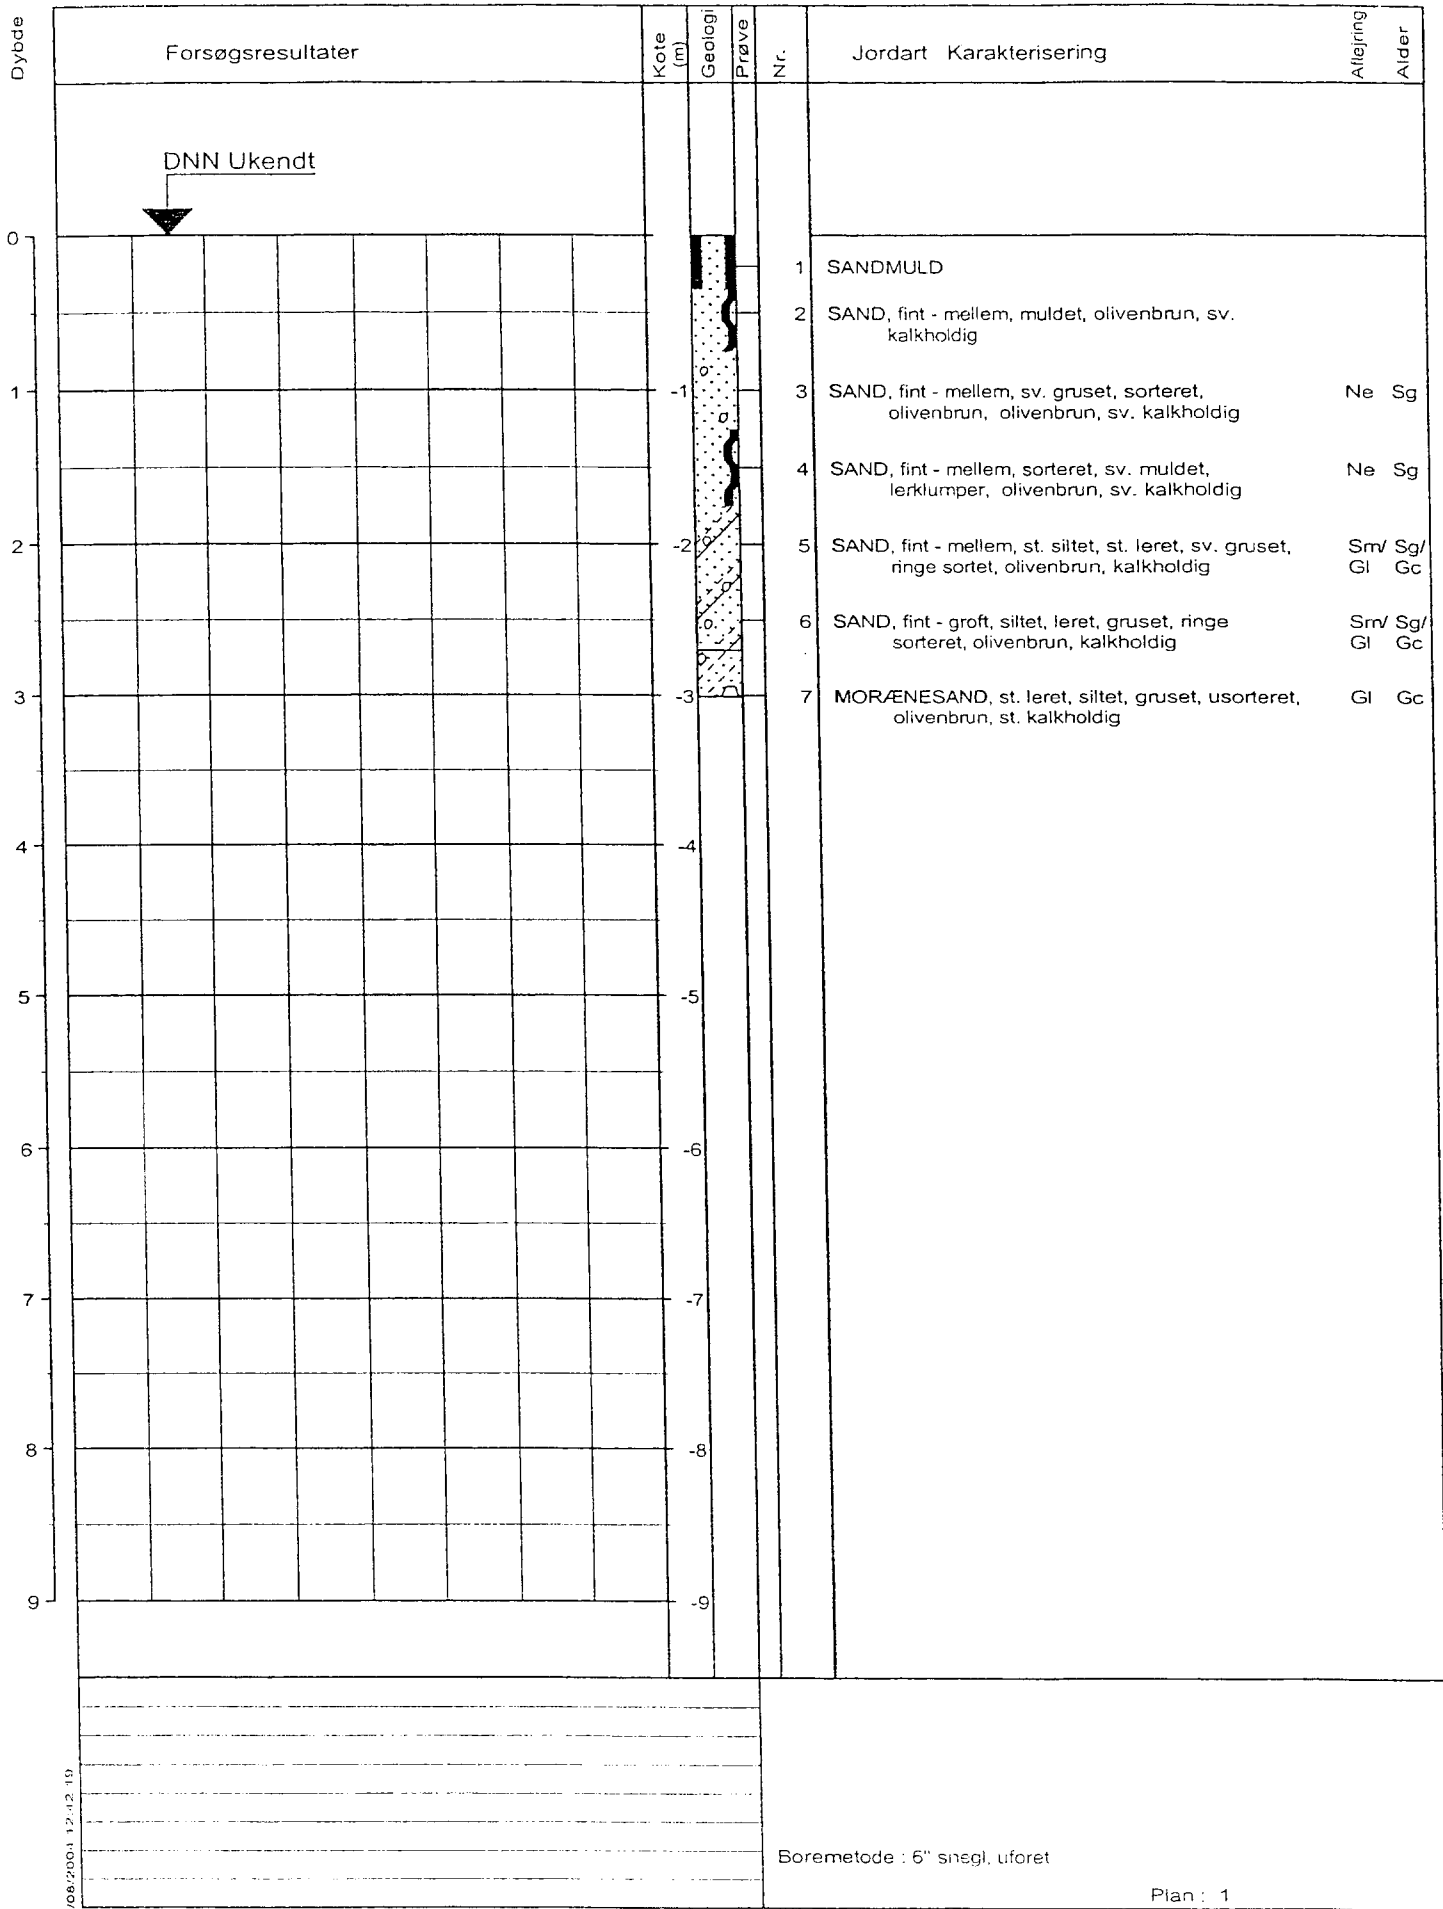 Dybde
Forsøgsresultater
Kote (m)
Geologi
Prøve
Nr.
Jordart Karakterisering
Aflejring
Alder
DNN Ukendt
0
1 SANDMULD
2 SAND, fint - mellem, muldet, olivenbrun, sv.
kalkholdig
1 -1 3 SAND, fint - mellem, sv. gruset, sorteret, Ne Sg
olivenbrun, olivenbrun, sv. kalkholdig
4 SAND, fint - mellem, sorteret, sv. muldet, Ne Sg
lerklumper, olivenbrun, sv. kalkholdig
2 -2 5 SAND, fint - mellem, st. siltet, st. leret, sv. gruset, Sm/ Sg/
ringe sortet, olivenbrun, kalkholdig Gl Gc
6 SAND, fint - groft, siltet, leret, gruset, ringe Sm/ Sg/
sorteret, olivenbrun, kalkholdig Gl Gc
3 -3 7 MORÆNESAND, st. leret, siltet, gruset, usorteret, Gl Gc
olivenbrun, st. kalkholdig
4 -4
5 -5
6 -6
7 -7
8 -8
9 -9
/08/2001 12:42:19
Boremetode : 6" snegl, uforet
Plan : 1